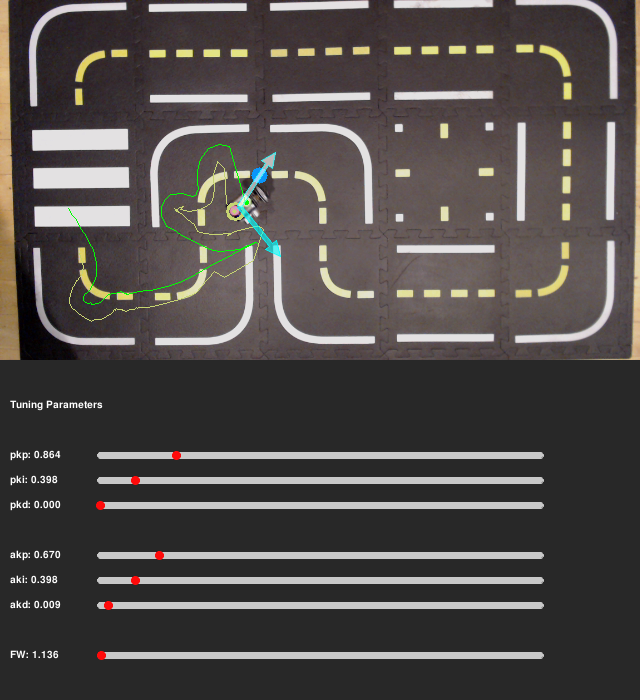 Tuning Parameters
pkp: 0.864
pki: 0.398
pkd: 0.000
akp: 0.670
aki: 0.398
akd: 0.009
FW: 1.136